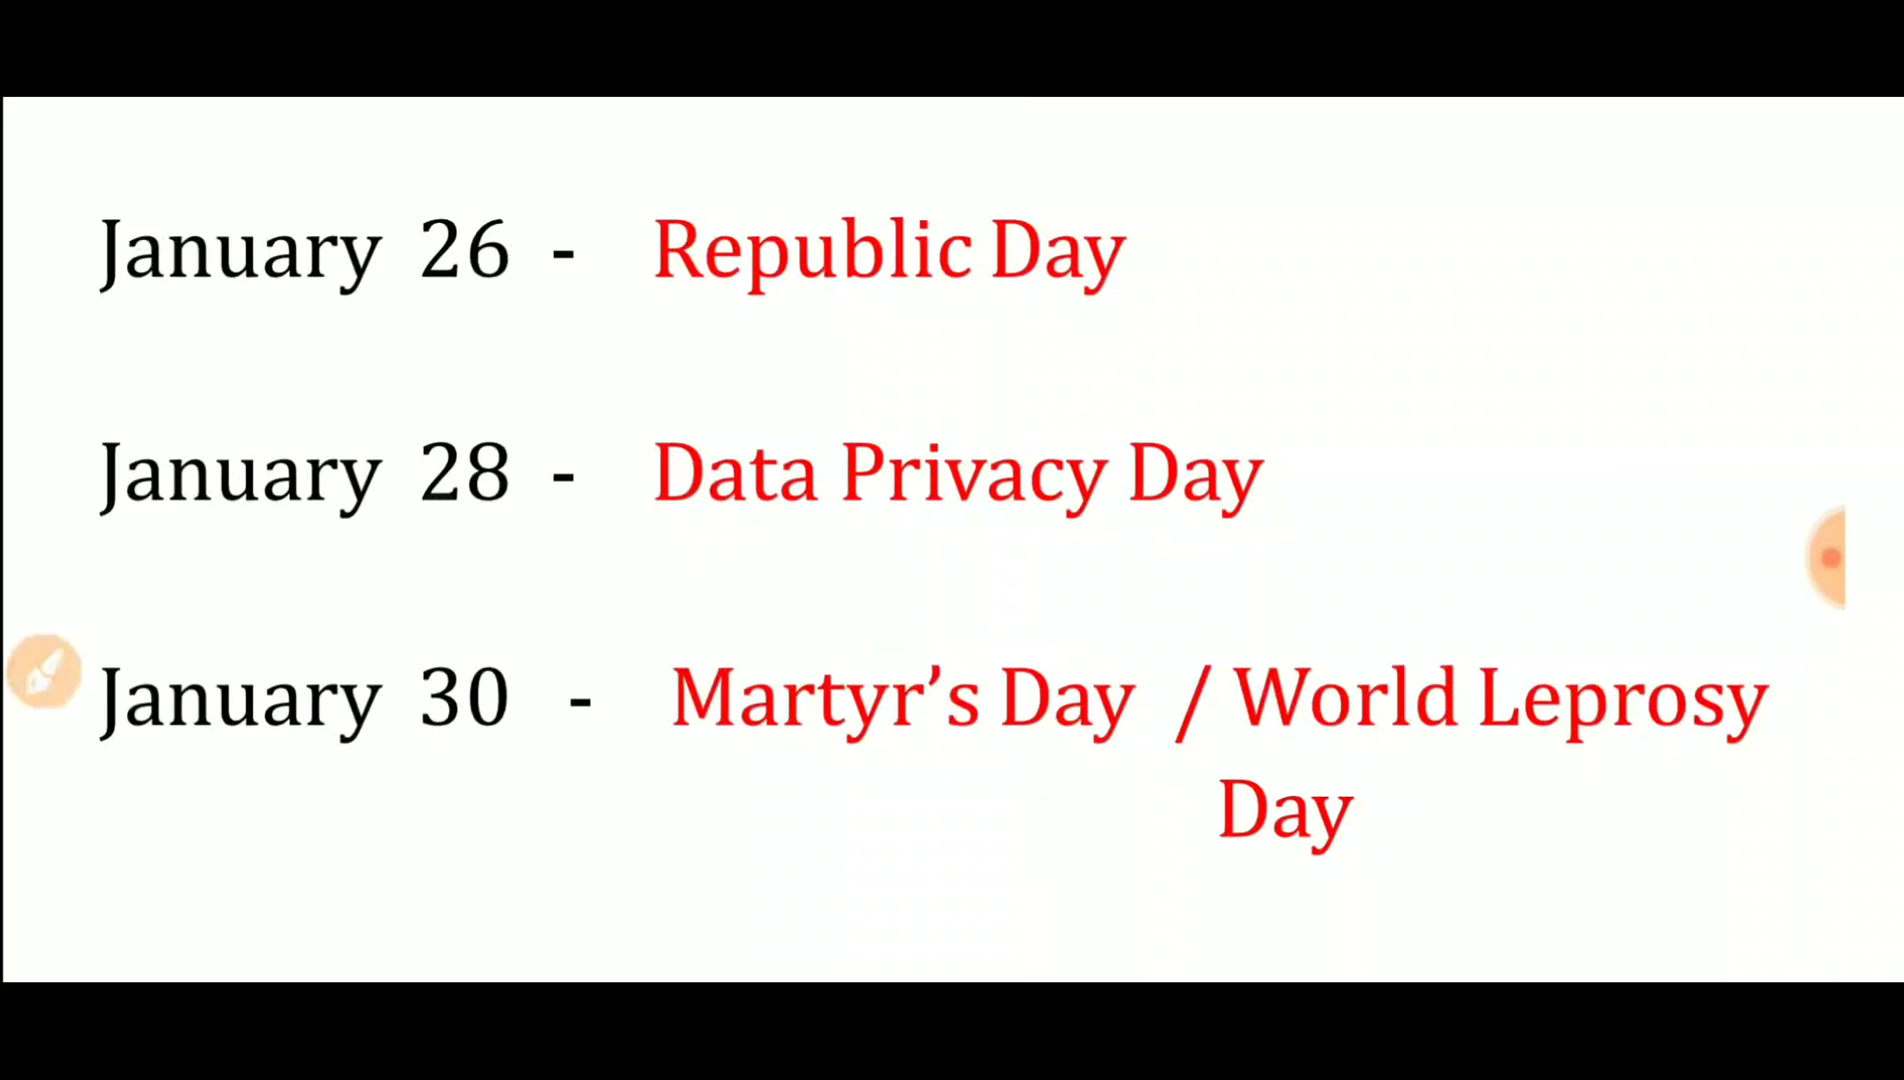 January 26 - Republic Day
January 28 - Data Privacy Day
January 30 - Martyr’s Day / World Leprosy
Day